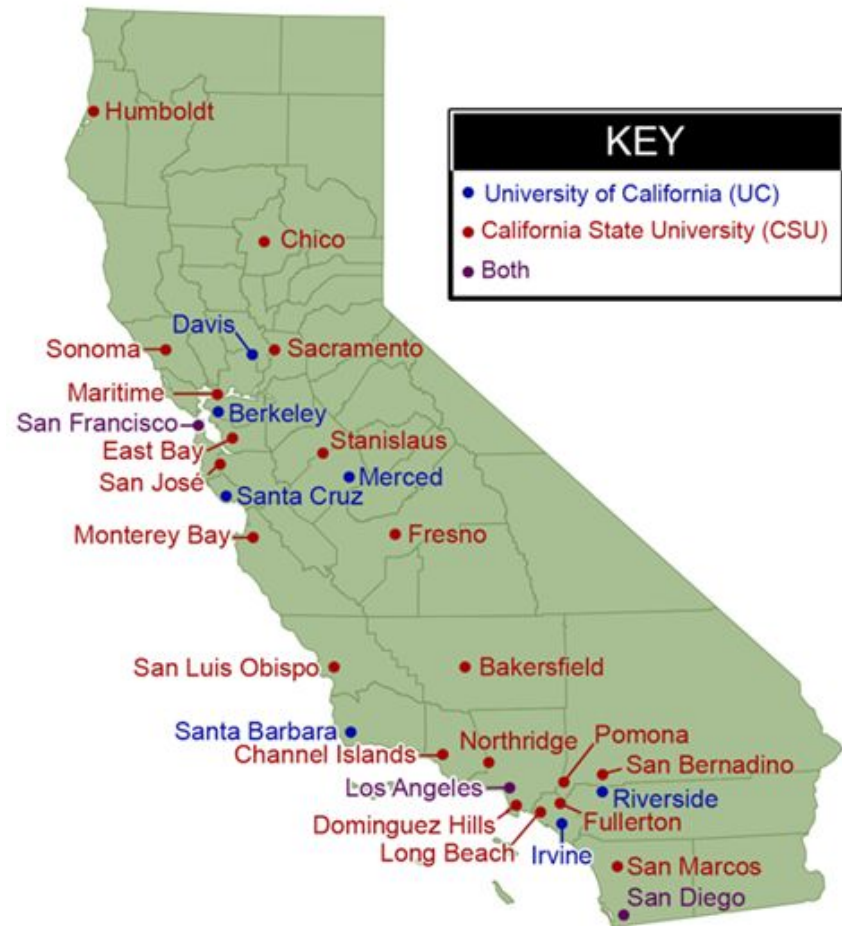 Humboldt
KEY
University of California (UC)
Chico
California State University (CSU)
Both
Davis
Sonoma
Sacramento
Maritime
Berkeley
San Francisco
East Bay
Stanislaus
San José
Merced
Santa Cruz
Monterey Bay
Fresno
San Luis Obispo
Bakersfield
Santa Barbara
Channel Islands
Northridge
Pomona
San Bernadino
Los Angeles
Riverside
Dominguez Hills
Fullerton
Long Beach
Irvine
San Marcos
San Diego